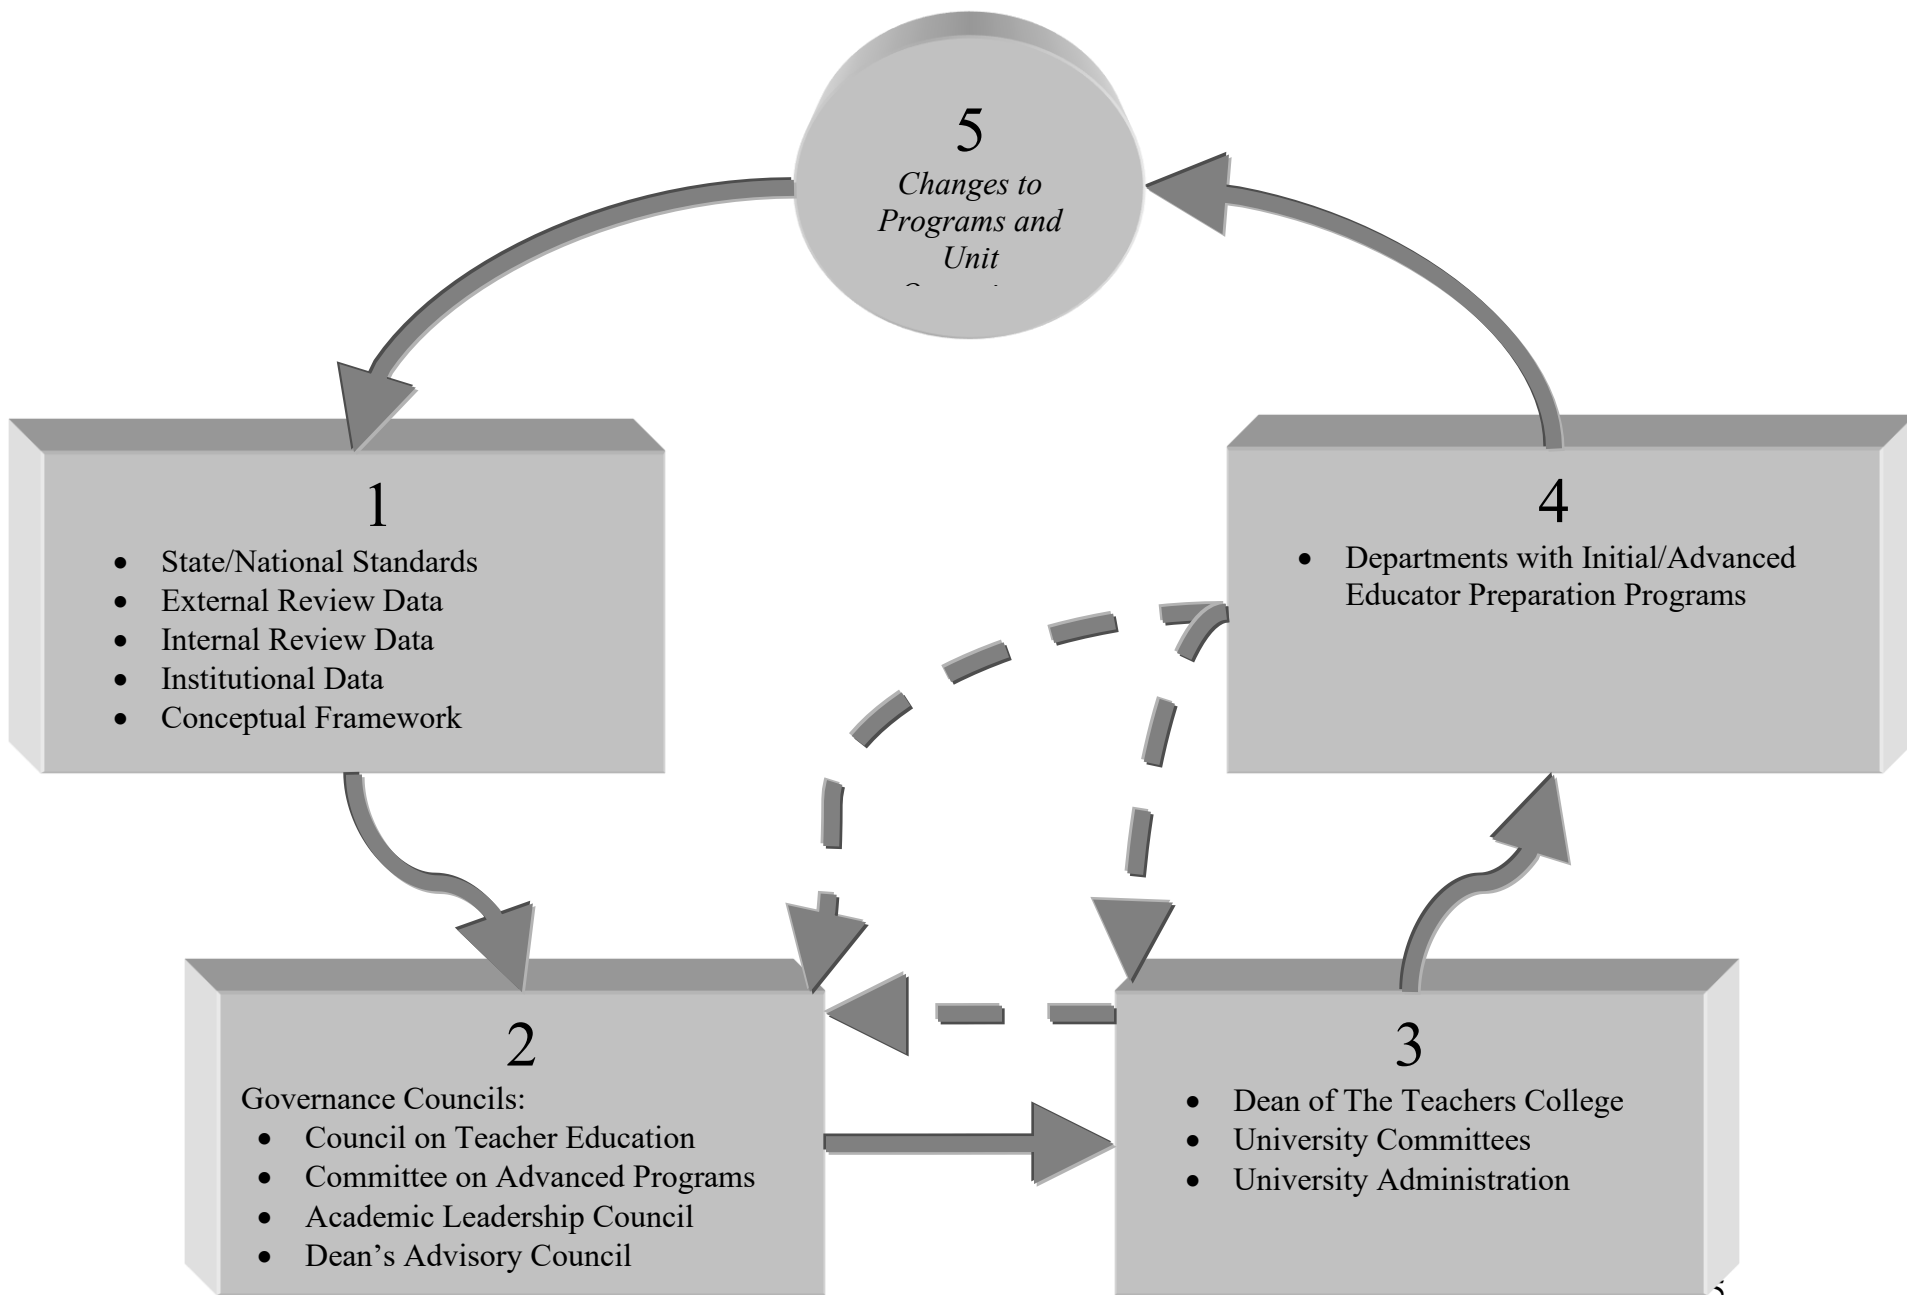 5
Changes to
Programs and
Unit
1
• State/National Standards
• External Review Data
• Internal Review Data
• Institutional Data
• Conceptual Framework
4
• Departments with Initial/Advanced
Educator Preparation Programs
2
Governance Councils:
• Council on Teacher Education
• Committee on Advanced Programs
• Academic Leadership Council
• Dean’s Advisory Council
3
• Dean of The Teachers College
• University Committees
• University Administration